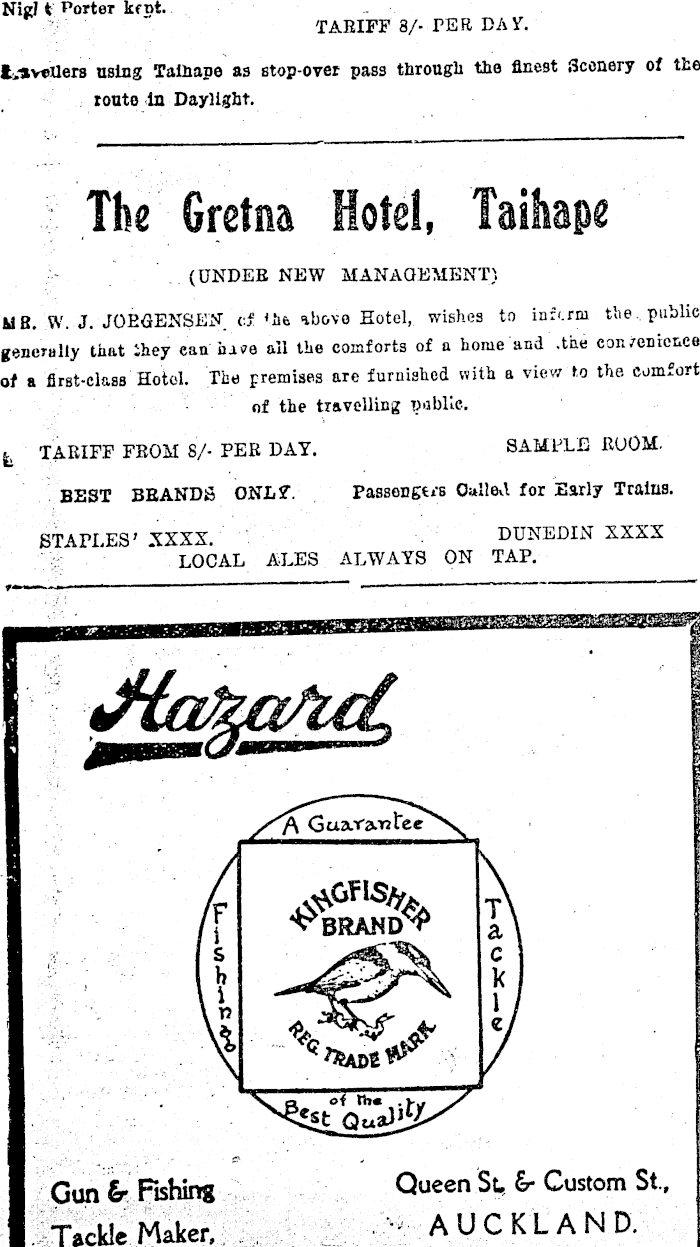 Night Porter kept.
TARIFF 8/- PER DAY.
Travellers using Taihape as stop-over pass through the finest Scenery of the
route in Daylight.
The Gretna Hotel, Taihape
(UNDER NEW MANAGEMENT)
MR. W. J. JORGENSEN of the above Hotel, wishes to inform the public
generally that they can have all the comforts of a home and the convenience
of a first-class Hotel. The premises are furnished with a view to the comfort
of the travelling public.
TARIFF FROM 8/- PER DAY. SAMPLE ROOM.
BEST BRANDS ONLY. Passengers Called for Early Trains.
STAPLES' XXXX. DUNEDIN XXXX
LOCAL ALES ALWAYS ON TAP.
Hazard
A Guarantee
KINGFISHER
BRAND
Fishing
Tackle
REG. TRADE MARK
of the
Best Quality
Gun & Fishing
Tackle Maker,
Queen St. & Custom St.,
AUCKLAND.